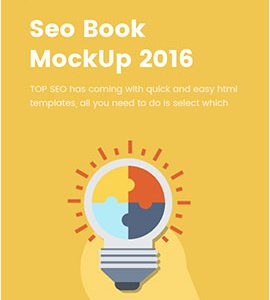 Seo Book
MockUp 2016
TOP SEO has coming with quick and easy html
templates, all you need to do is select which